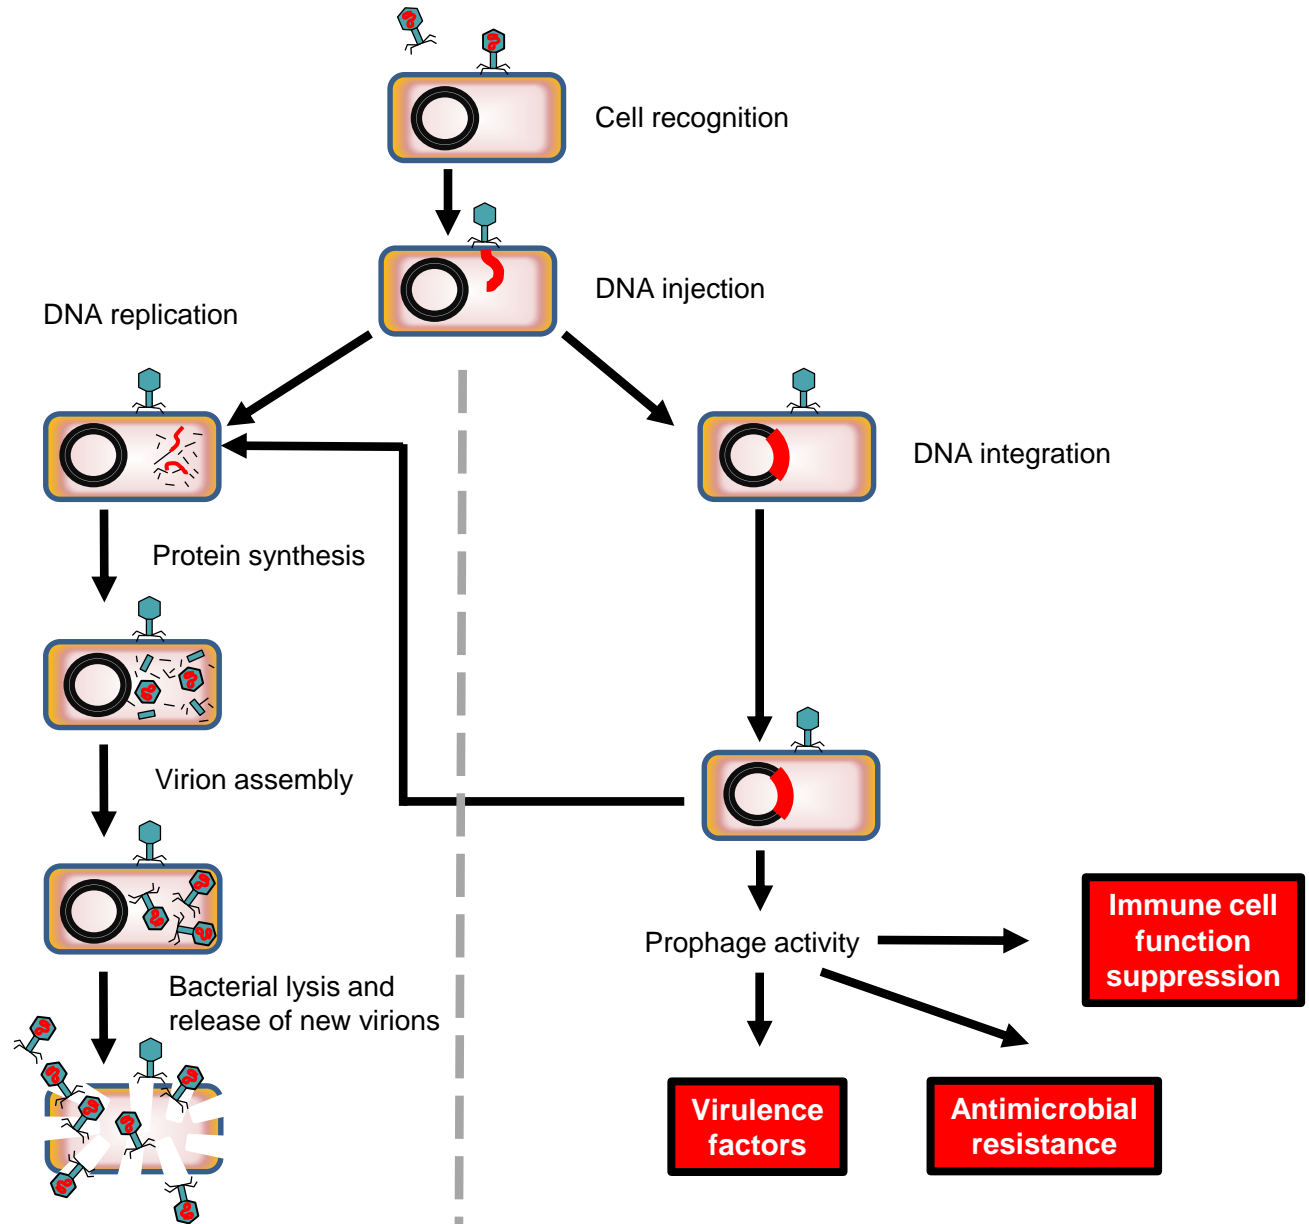 Cell recognition
DNA injection
DNA replication
DNA integration
Protein synthesis
Virion assembly
Bacterial lysis and
release of new virions
Prophage activity
Immune cell
function
suppression
Virulence
factors
Antimicrobial
resistance